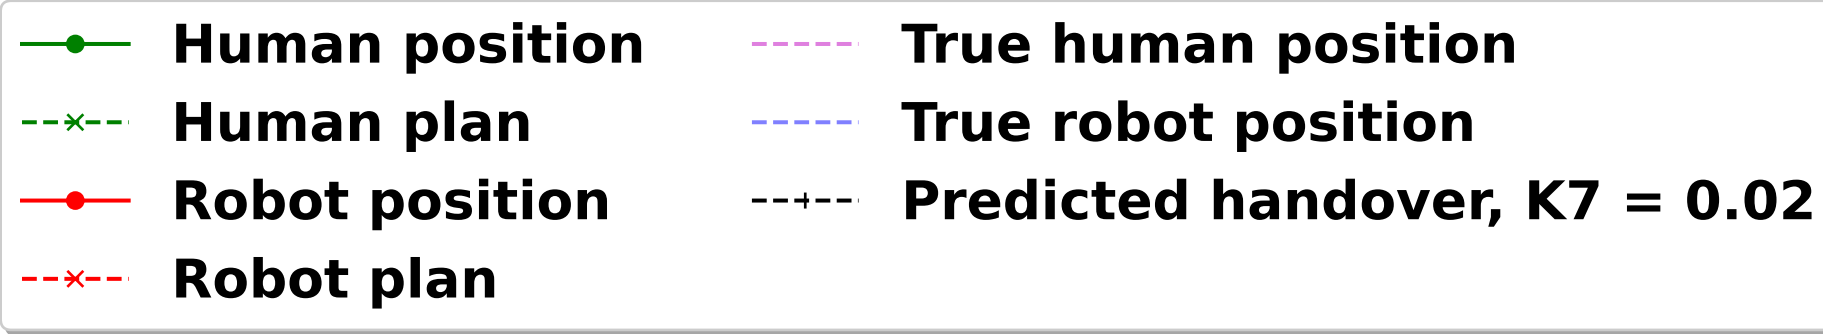 Human position
Human plan
Robot position
Robot plan
True human position
True robot position
Predicted handover, K7 = 0.02